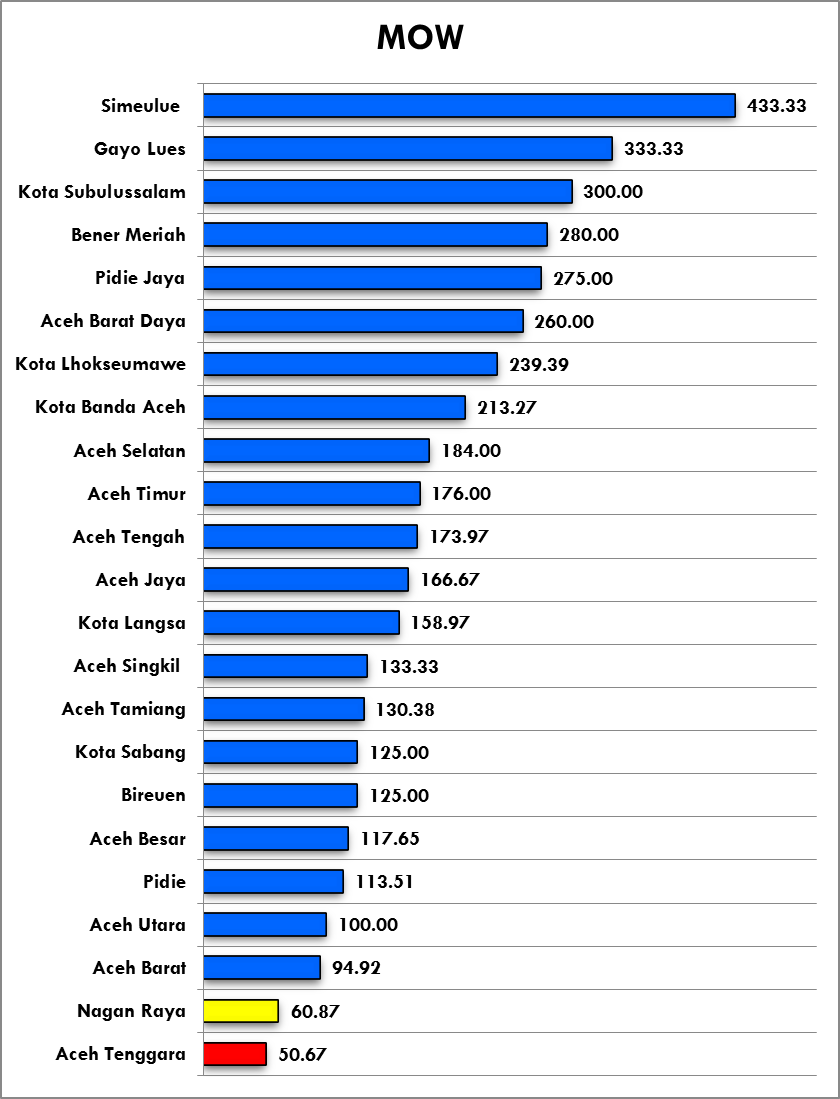 MOW
Simeulue 433.33
Gayo Lues 333.33
Kota Subulussalam 300.00
Bener Meriah 280.00
Pidie Jaya 275.00
Aceh Barat Daya 260.00
Kota Lhokseumawe 239.39
Kota Banda Aceh 213.27
Aceh Selatan 184.00
Aceh Timur 176.00
Aceh Tengah 173.97
Aceh Jaya 166.67
Kota Langsa 158.97
Aceh Singkil 133.33
Aceh Tamiang 130.38
Kota Sabang 125.00
Bireuen 125.00
Aceh Besar 117.65
Pidie 113.51
Aceh Utara 100.00
Aceh Barat 94.92
Nagan Raya 60.87
Aceh Tenggara 50.67